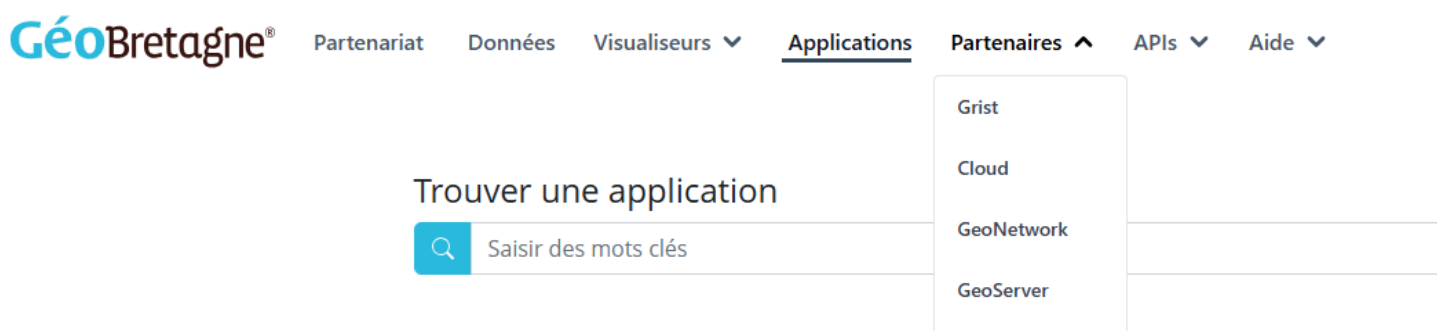 GéoBretagne® Partenariat Données Visualiseurs Applications Partenaires APIs Aide
Grist
Cloud
Trouver une application
GeoNetwork
Saisir des mots clés
GeoServer